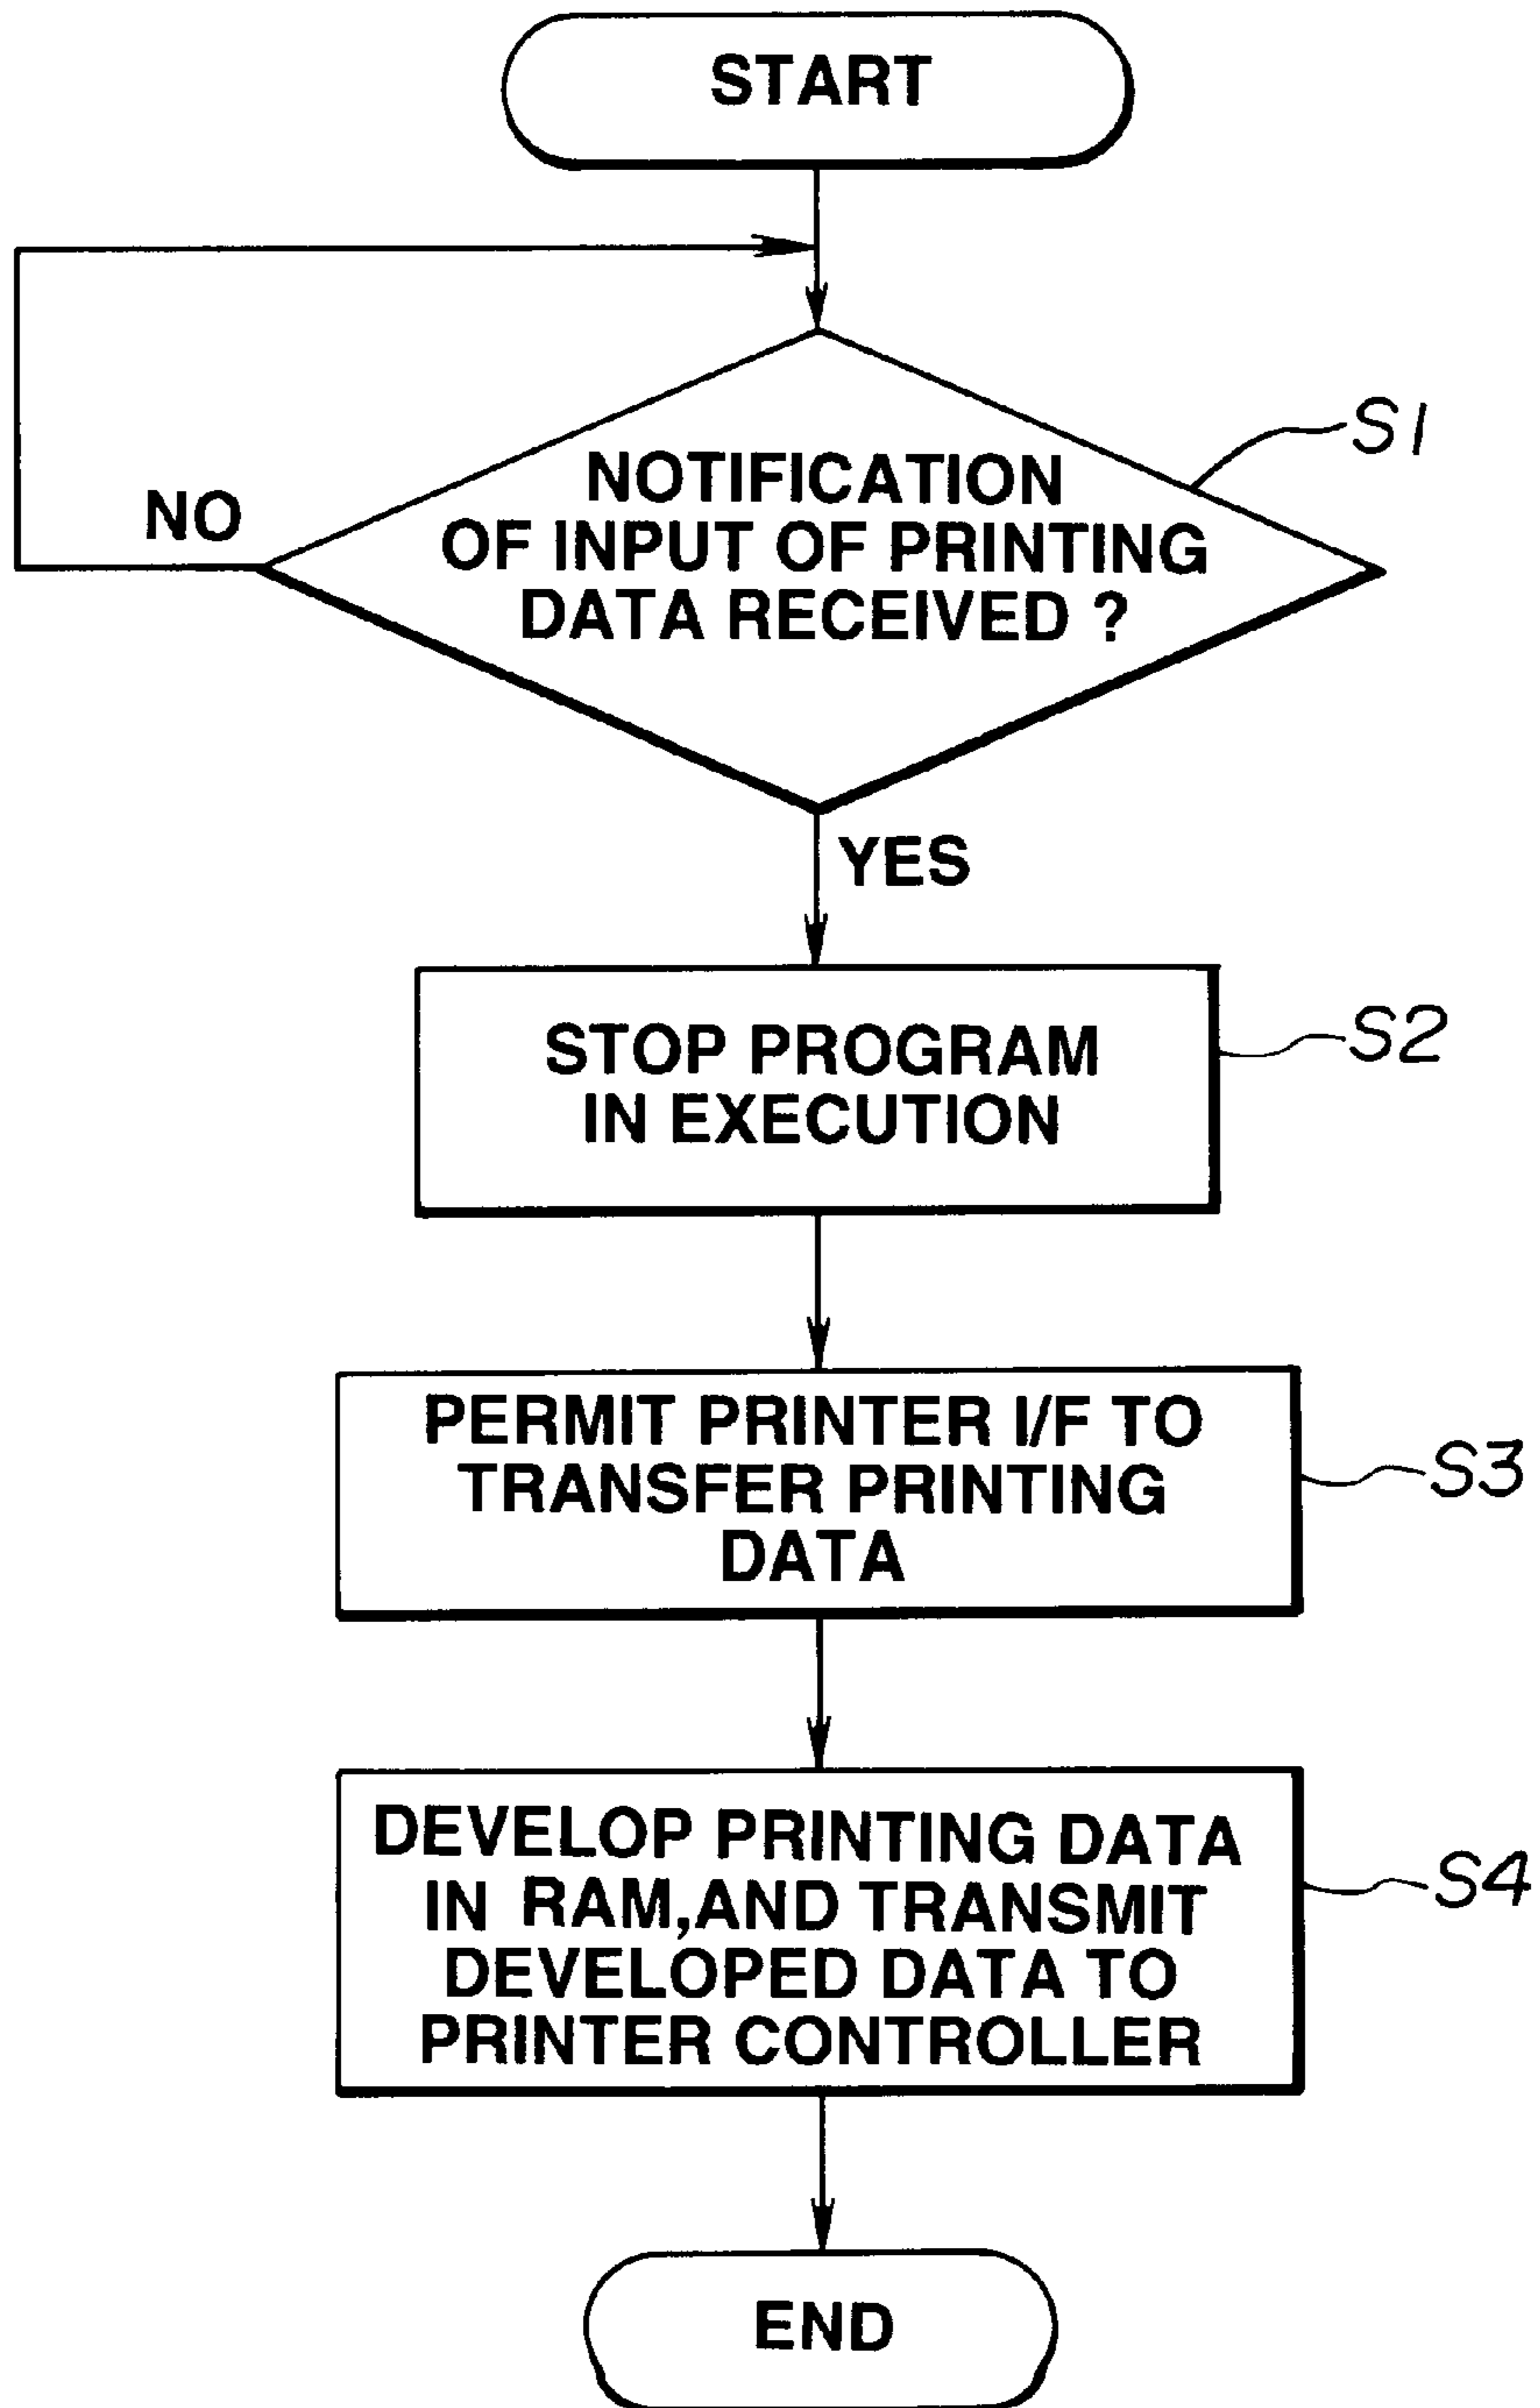 START
S1
NOTIFICATION
OF INPUT OF PRINTING
DATA RECEIVED ?
NO
YES
STOP PROGRAM
IN EXECUTION
S2
PERMIT PRINTER I/F TO
TRANSFER PRINTING
DATA
S3
DEVELOP PRINTING DATA
IN RAM,AND TRANSMIT
DEVELOPED DATA TO
PRINTER CONTROLLER
S4
END